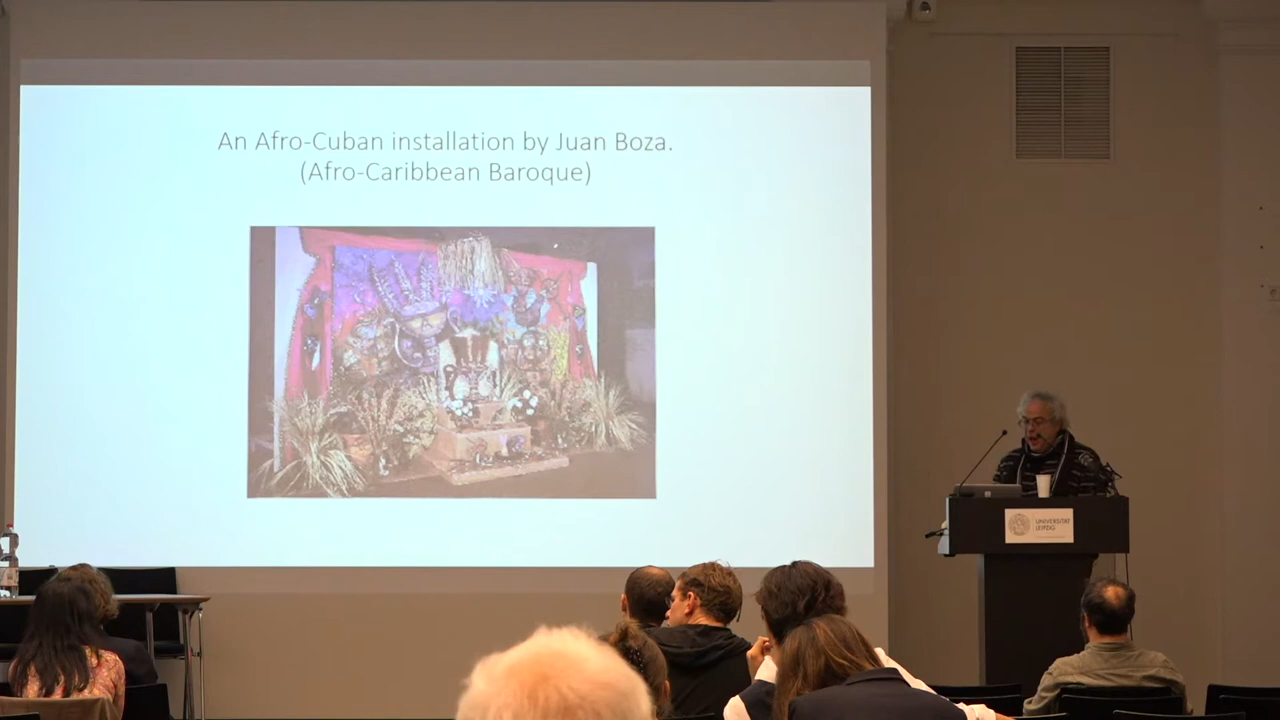 An Afro-Cuban installation by Juan Boza.
(Afro-Caribbean Baroque)
UNIVERSITÄT
LEIPZIG